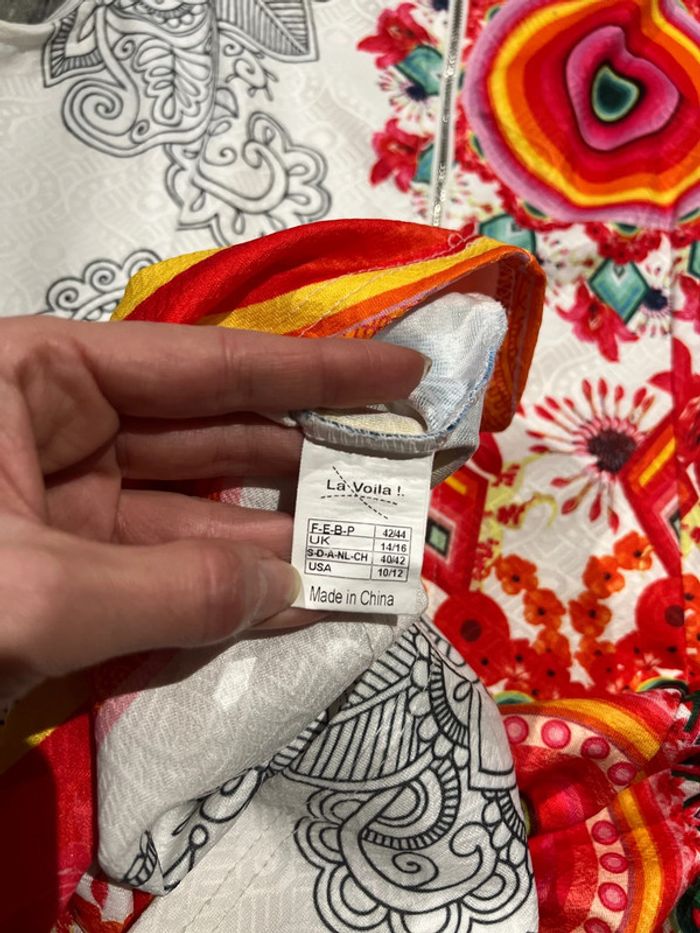 La Voila !
F-E-B-P 42/44
UK 14/16
S-D-A-NL-CH 40/42
USA 10/12
Made in China